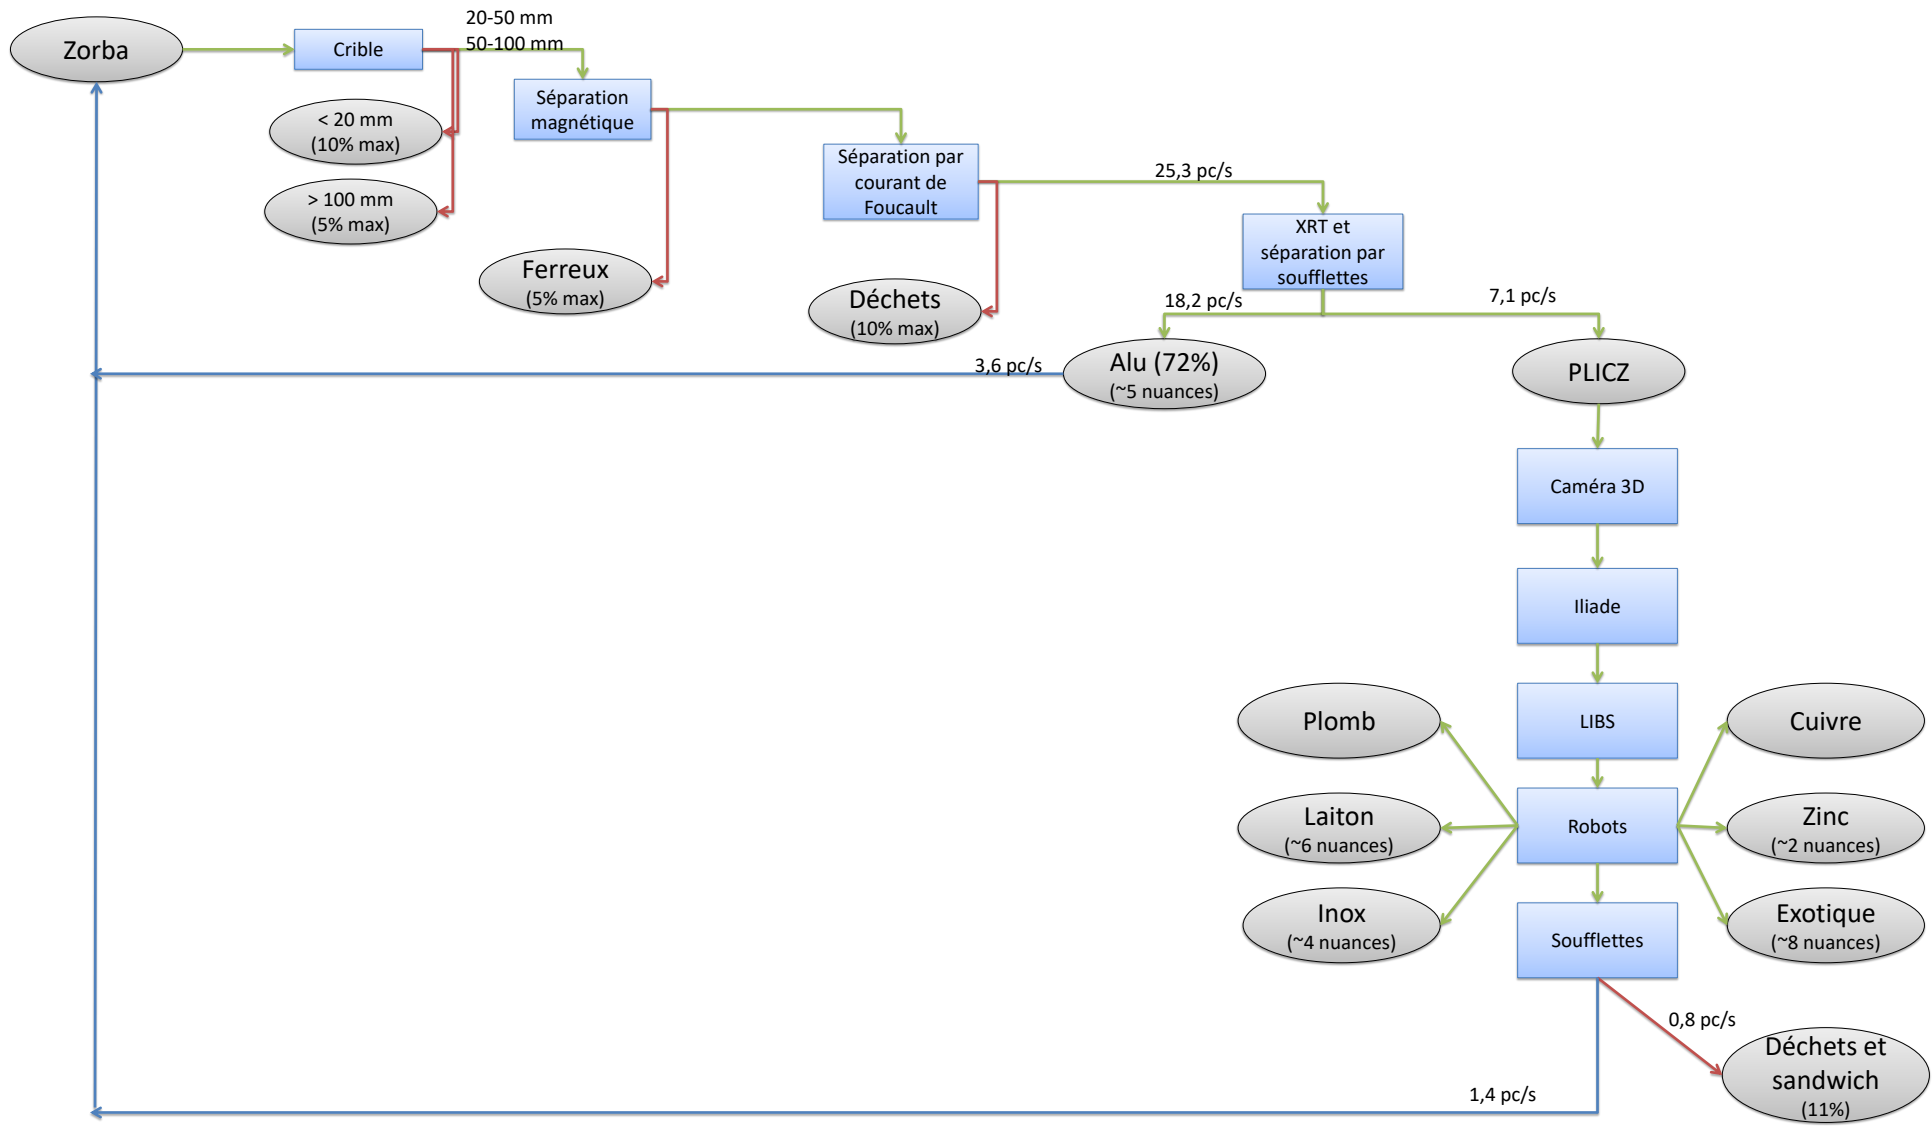 Zorba
Crible
20-50 mm
50-100 mm
< 20 mm
(10% max)
> 100 mm
(5% max)
Séparation
magnétique
Ferreux
(5% max)
Séparation par
courant de
Foucault
Déchets
(10% max)
25,3 pc/s
XRT et
séparation par
soufflettes
18,2 pc/s
7,1 pc/s
3,6 pc/s
Alu (72%)
(~5 nuances)
PLICZ
Caméra 3D
Iliade
LIBS
Plomb
Cuivre
Laiton
(~6 nuances)
Robots
Zinc
(~2 nuances)
Inox
(~4 nuances)
Soufflettes
Exotique
(~8 nuances)
0,8 pc/s
Déchets et
sandwich
(11%)
1,4 pc/s